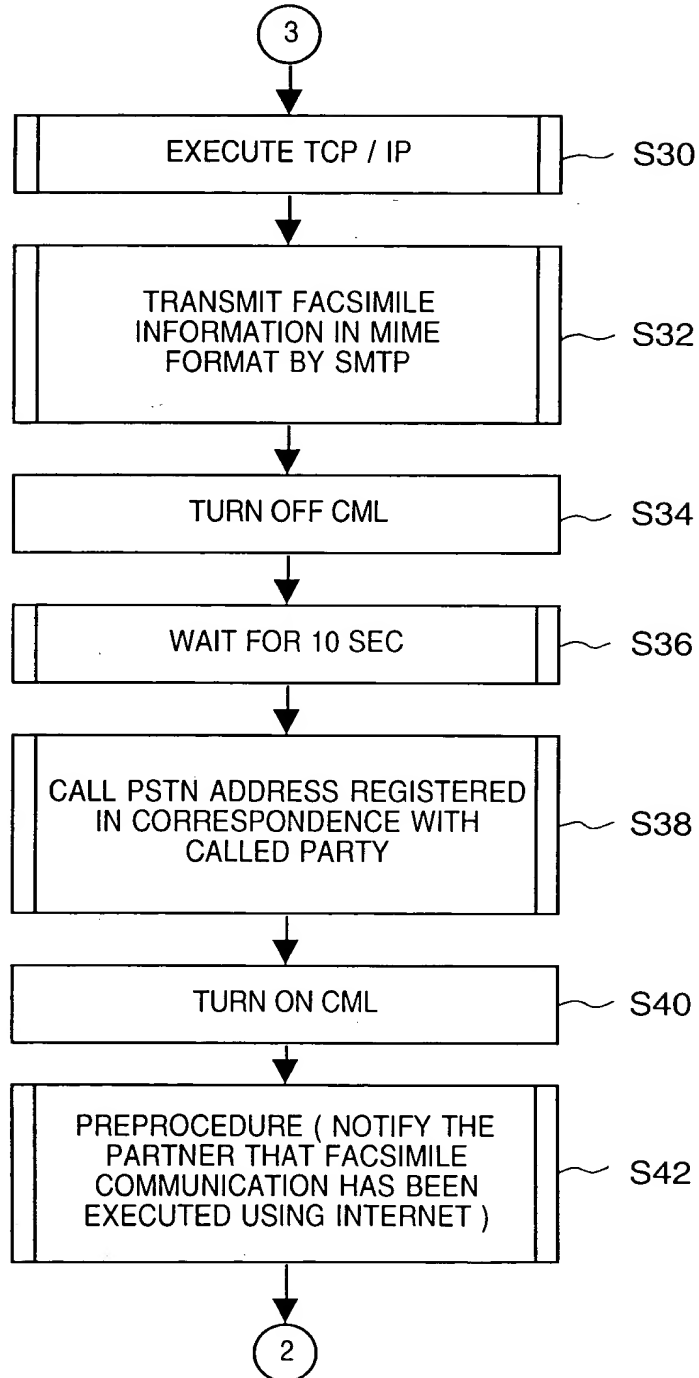 3
EXECUTE TCP / IP
S30
TRANSMIT FACSIMILE
INFORMATION IN MIME
FORMAT BY SMTP
S32
TURN OFF CML
S34
WAIT FOR 10 SEC
S36
CALL PSTN ADDRESS REGISTERED
IN CORRESPONDENCE WITH
CALLED PARTY
S38
TURN ON CML
S40
PREPROCEDURE ( NOTIFY THE
PARTNER THAT FACSIMILE
COMMUNICATION HAS BEEN
EXECUTED USING INTERNET )
S42
2